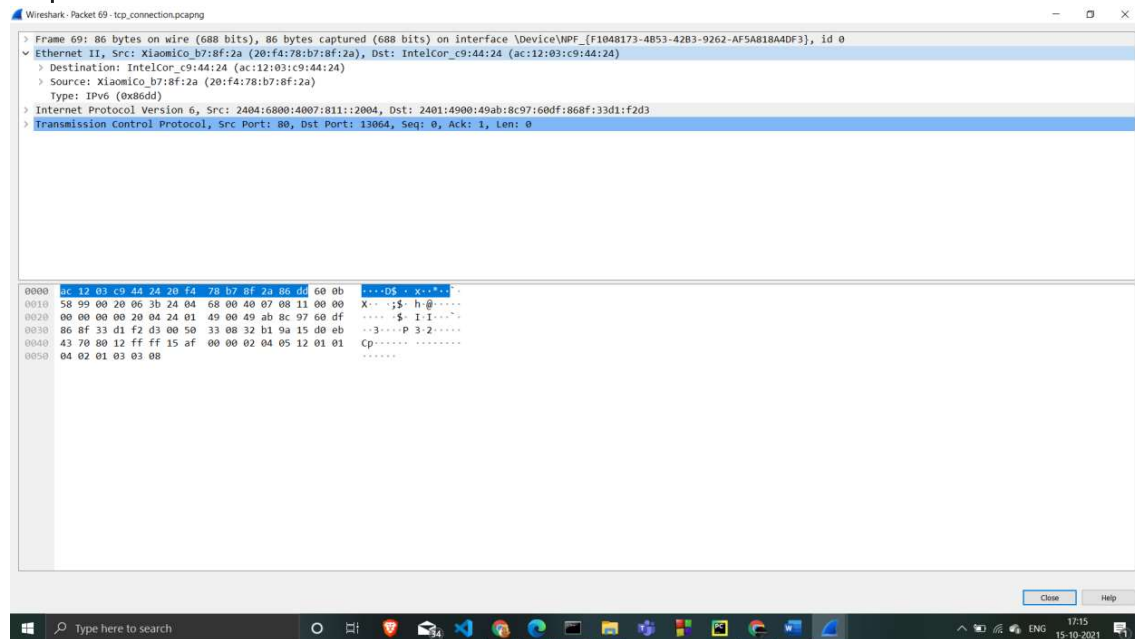 Wireshark · Packet 69 · tcp_connection.pcapng
> Frame 69: 86 bytes on wire (688 bits), 86 bytes captured (688 bits) on interface \Device\NPF_{F1048173-4B53-42B3-9262-AF5A818A4DF3}, id 0
Ethernet II, Src: XiaomiCo_b7:8f:2a (20:f4:78:b7:8f:2a), Dst: IntelCor_c9:44:24 (ac:12:03:c9:44:24)
> Destination: IntelCor_c9:44:24 (ac:12:03:c9:44:24)
> Source: XiaomiCo_b7:8f:2a (20:f4:78:b7:8f:2a)
Type: IPv6 (0x86dd)
> Internet Protocol Version 6, Src: 2404:6800:4007:811::2004, Dst: 2401:4900:49ab:8c97:60df:868f:33d1:f2d3
> Transmission Control Protocol, Src Port: 80, Dst Port: 13064, Seq: 0, Ack: 1, Len: 0
0000 ac 12 03 c9 44 24 20 f4 78 b7 8f 2a 86 dd 60 0b ····D$ · x··*··`·
0010 58 99 00 20 06 3b 24 04 68 00 40 07 08 11 00 00 X·· ·;$· h·@·····
0020 00 00 00 00 20 04 24 01 49 00 49 ab 8c 97 60 df ···· ·$· I·I···`·
0030 86 8f 33 d1 f2 d3 00 50 33 08 32 b1 9a 15 d0 eb ··3····P 3·2·····
0040 43 70 80 12 ff ff 15 af 00 00 02 04 05 12 01 01 Cp······ ········
0050 04 02 01 03 03 08 ······
Close Help
Type here to search
34
ENG
17:15
15-10-2021